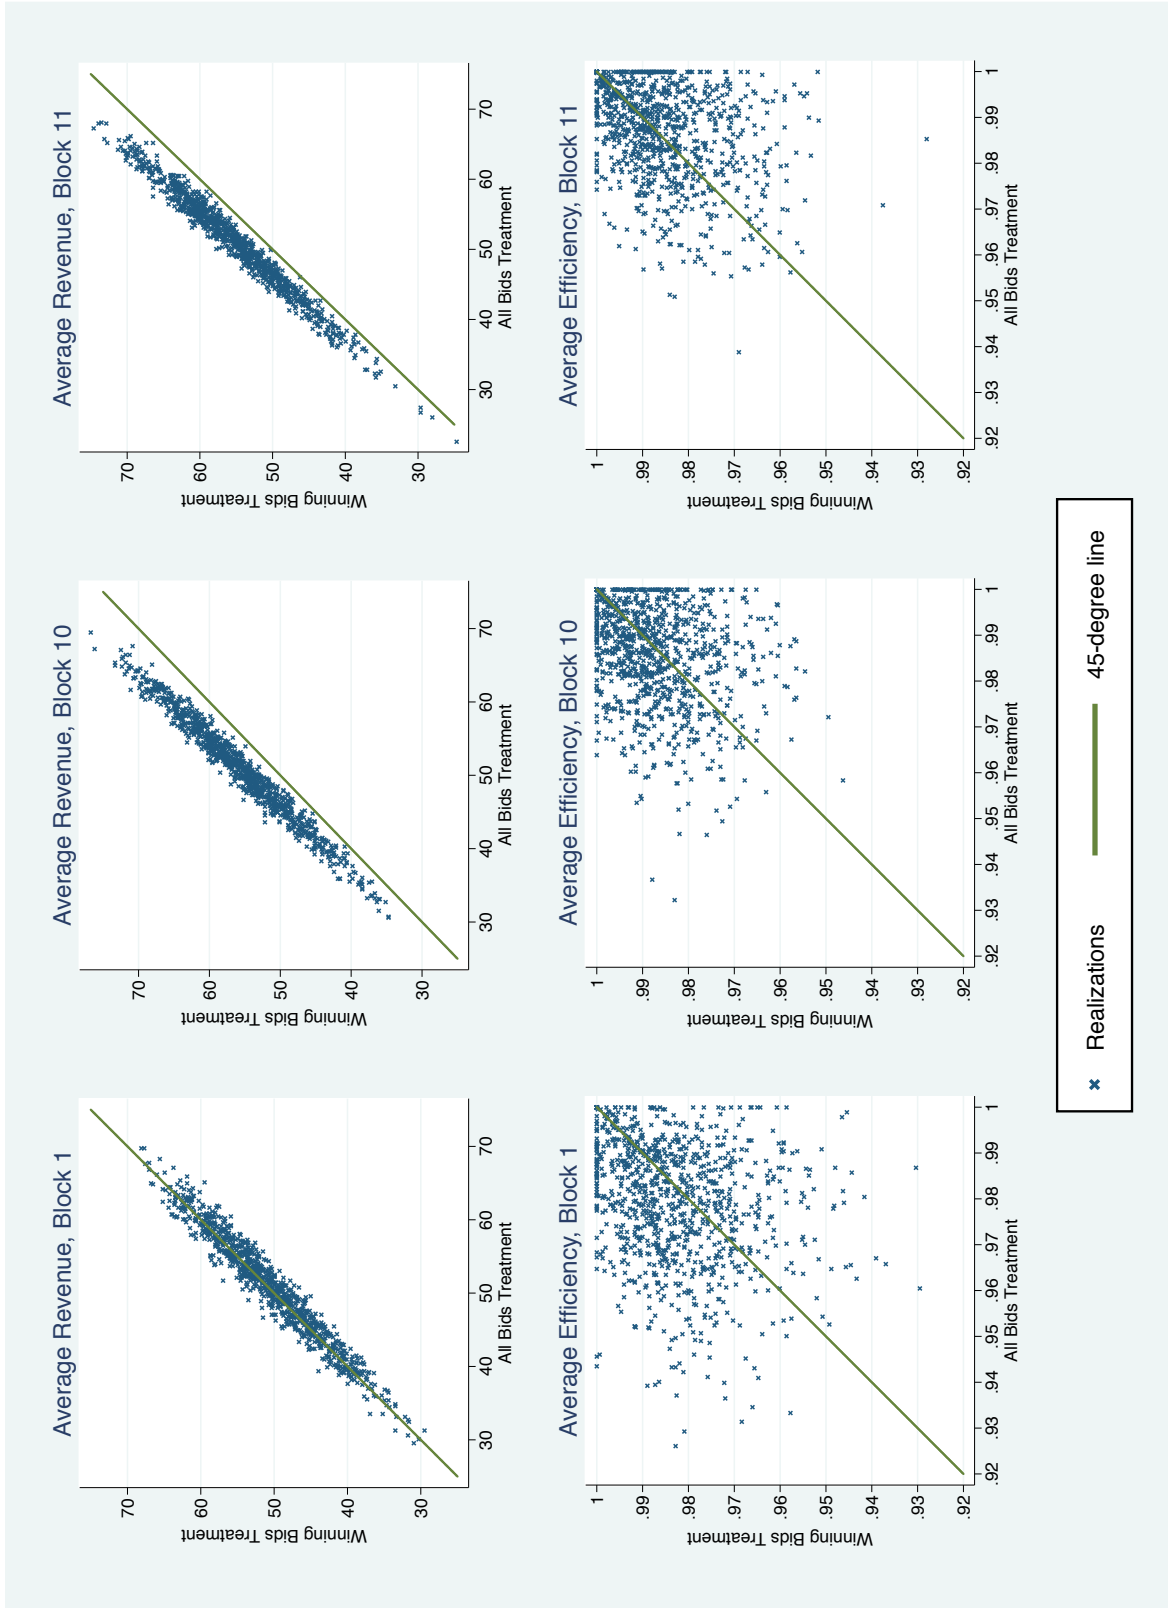 Average Revenue, Block 1
Winning Bids Treatment
70
60
50
40
30
30 40 50 60 70
All Bids Treatment
Average Revenue, Block 10
Winning Bids Treatment
70
60
50
40
30
30 40 50 60 70
All Bids Treatment
Average Revenue, Block 11
Winning Bids Treatment
70
60
50
40
30
30 40 50 60 70
All Bids Treatment
Average Efficiency, Block 1
Winning Bids Treatment
1
.99
.98
.97
.96
.95
.94
.93
.92
.92 .93 .94 .95 .96 .97 .98 .99 1
All Bids Treatment
Average Efficiency, Block 10
Winning Bids Treatment
1
.99
.98
.97
.96
.95
.94
.93
.92
.92 .93 .94 .95 .96 .97 .98 .99 1
All Bids Treatment
Average Efficiency, Block 11
Winning Bids Treatment
1
.99
.98
.97
.96
.95
.94
.93
.92
.92 .93 .94 .95 .96 .97 .98 .99 1
All Bids Treatment
Realizations 45-degree line